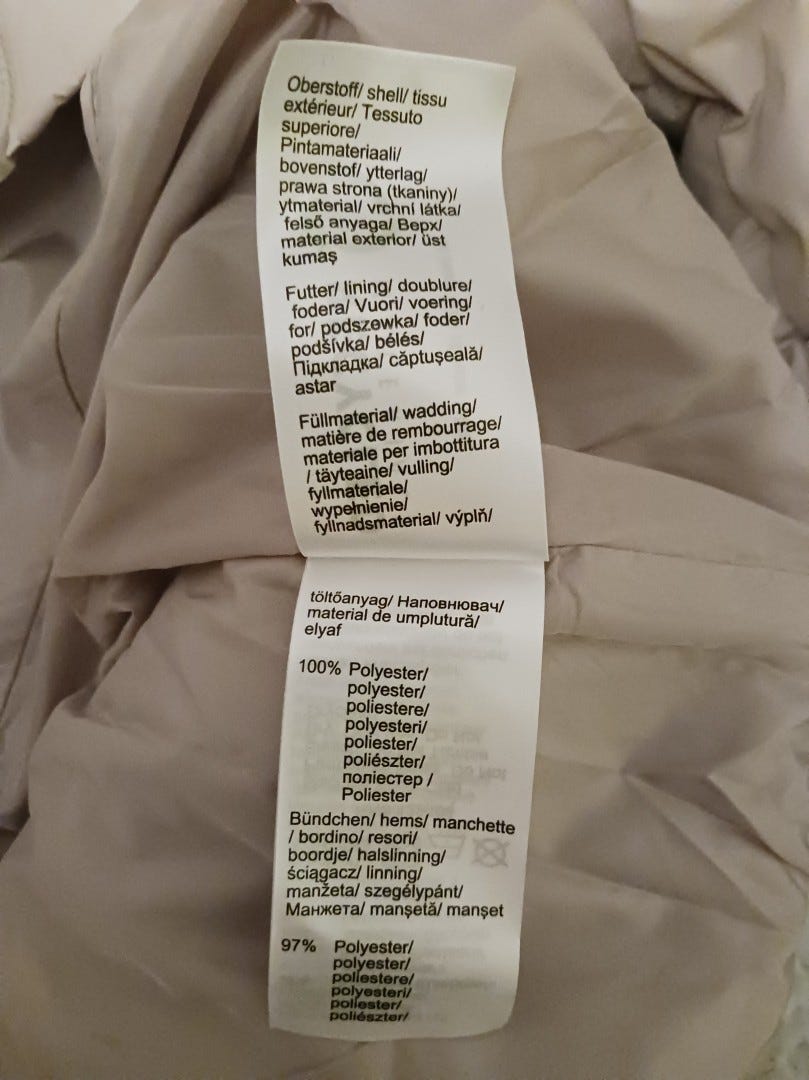 Oberstoff/ shell/ tissu
extérieur/ Tessuto
superiore/
Pintamateriaali/
bovenstof/ ytterlag/
prawa strona (tkaniny)/
ytmaterial/ vrchní látka/
felső anyaga/ Верх/
material exterior/ üst
kumaş
Futter/ lining/ doublure/
fodera/ Vuori/ voering/
for/ podszewka/ foder/
podšívka/ bélés/
Підкладка/ căptuşeală/
astar
Füllmaterial/ wadding/
matière de rembourrage/
materiale per imbottitura
/ täyteaine/ vulling/
fyllmateriale/
wypełnienie/
fyllnadsmaterial/ výplň/
töltőanyag/ Наповнювач/
material de umplutură/
elyaf
100% Polyester/
polyester/
poliestere/
polyesteri/
poliester/
poliészter/
поліестер /
Poliester
Bündchen/ hems/ manchette
/ bordino/ resori/
boordje/ halslinning/
ściągacz/ linning/
manžeta/ szegélypánt/
Манжета/ manşetă/ manşet
97% Polyester/
polyester/
poliestere/
polyesteri/
poliester/
poliészter/